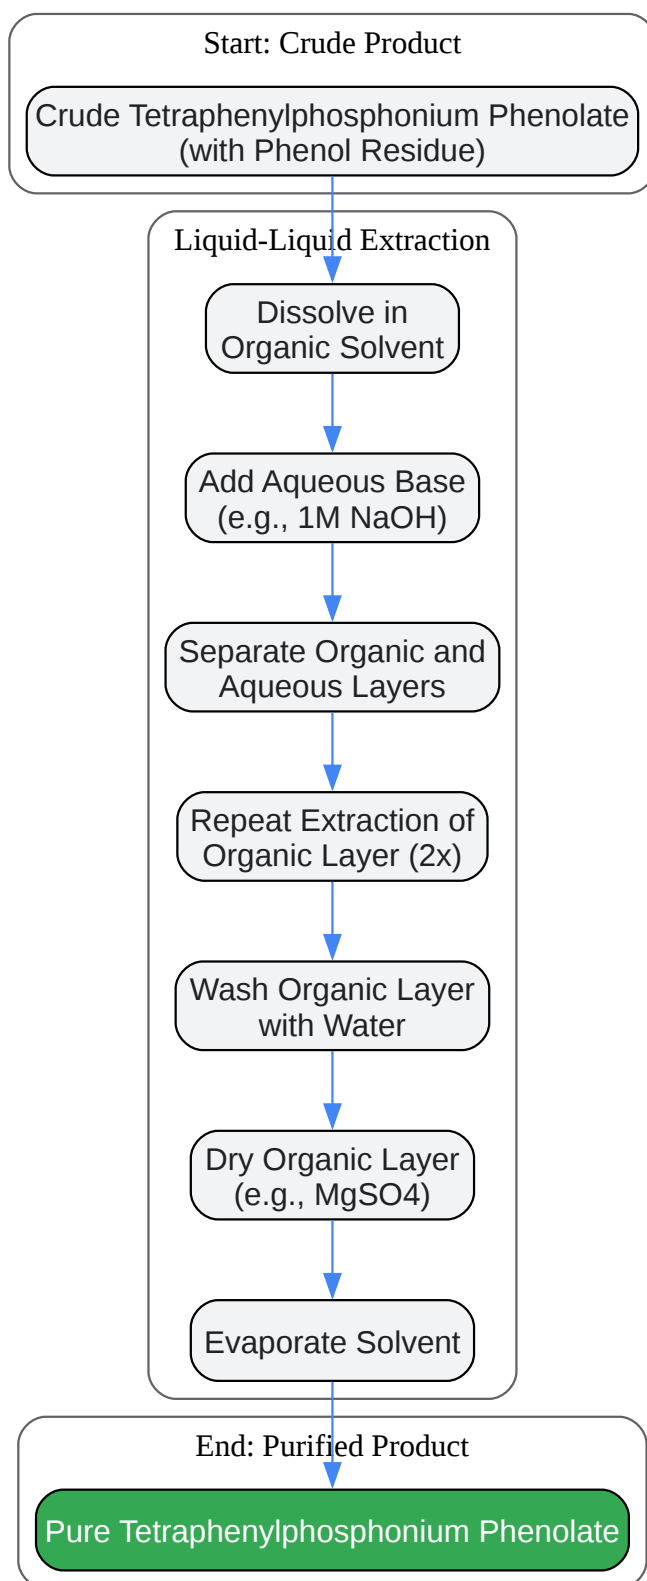 Start: Crude Product
Crude Tetraphenylphosphonium Phenolate
(with Phenol Residue)
Liquid-Liquid Extraction
Dissolve in
Organic Solvent
Add Aqueous Base
(e.g., 1M NaOH)
Separate Organic and
Aqueous Layers
Repeat Extraction of
Organic Layer (2x)
Wash Organic Layer
with Water
Dry Organic Layer
(e.g., MgSO4)
Evaporate Solvent
End: Purified Product
Pure Tetraphenylphosphonium Phenolate